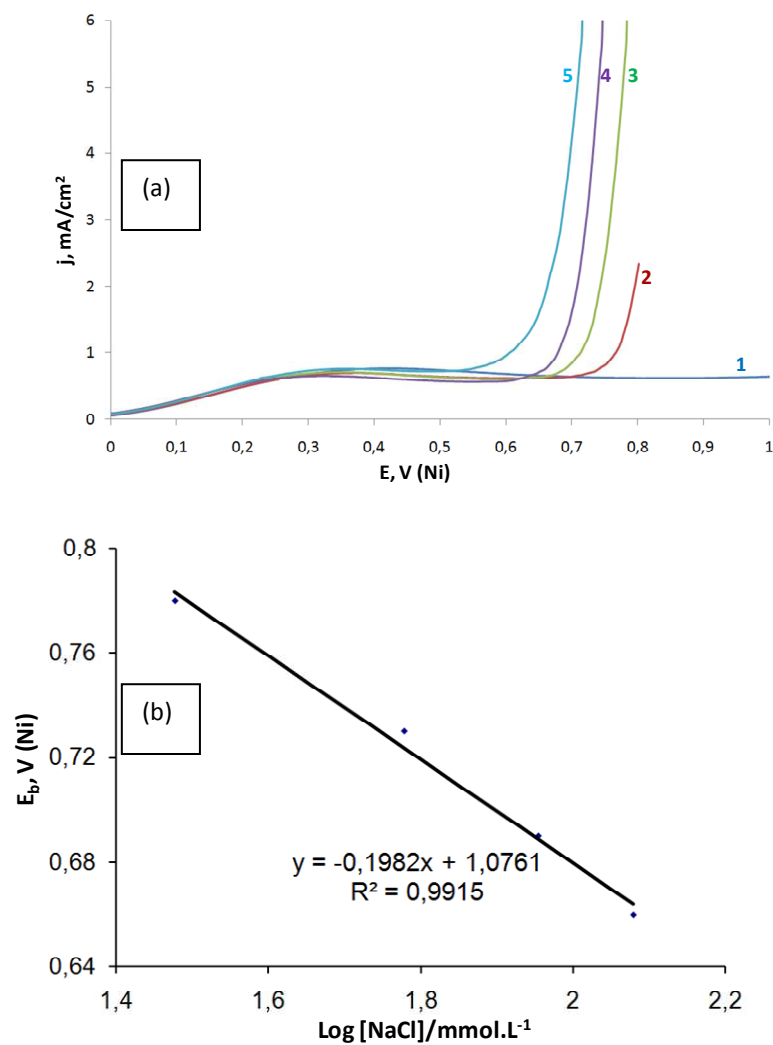 6
5
4
3
2
1
0
j, mA/cm²
(a)
5 4 3
2
1
0 0,1 0,2 0,3 0,4 0,5 0,6 0,7 0,8 0,9 1
E, V (Ni)
0,8
0,76
0,72
0,68
0,64
E_b, V (Ni)
(b)
y = -0,1982x + 1,0761
R² = 0,9915
1,4 1,6 1,8 2 2,2
Log [NaCl]/mmol.L⁻¹